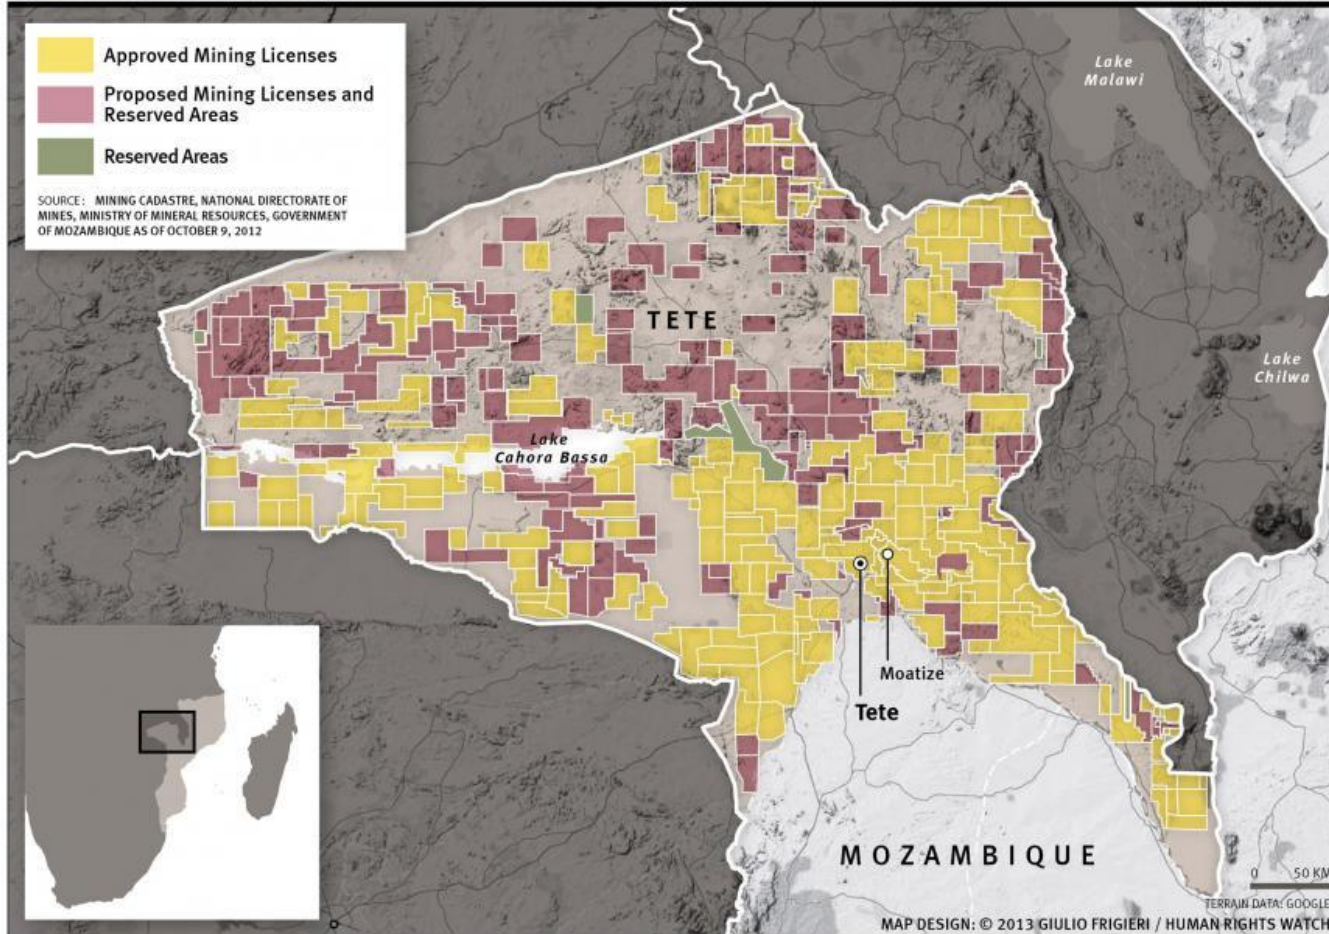 Approved Mining Licenses
Proposed Mining Licenses and
Reserved Areas
Reserved Areas
SOURCE: MINING CADASTRE, NATIONAL DIRECTORATE OF
MINES, MINISTRY OF MINERAL RESOURCES, GOVERNMENT
OF MOZAMBIQUE AS OF OCTOBER 9, 2012
Lake
Malawi
TETE
Lake
Chilwa
Lake
Cahora Bassa
Moatize
Tete
MOZAMBIQUE
0 50 KM
TERRAIN DATA: GOOGLE
MAP DESIGN: © 2013 GIULIO FRIGIERI / HUMAN RIGHTS WATCH